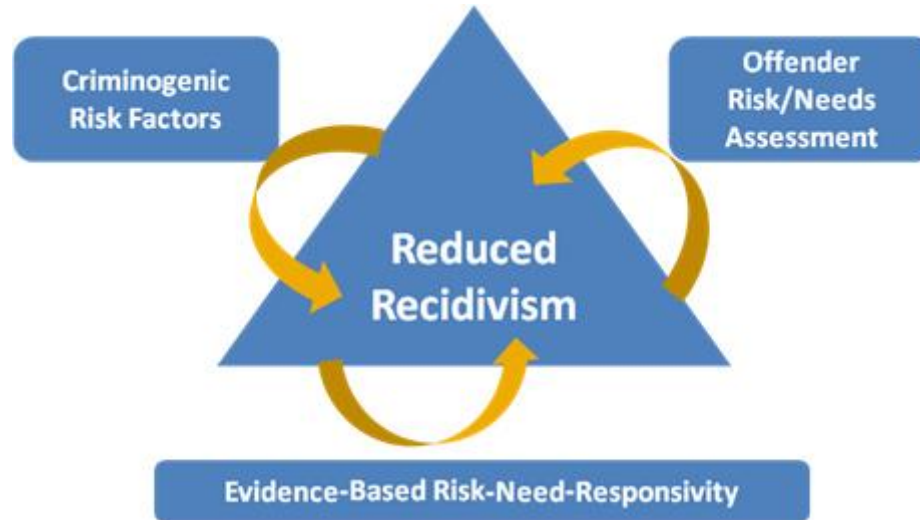 Criminogenic
Risk Factors
Offender
Risk/Needs
Assessment
Reduced
Recidivism
Evidence-Based Risk-Need-Responsivity